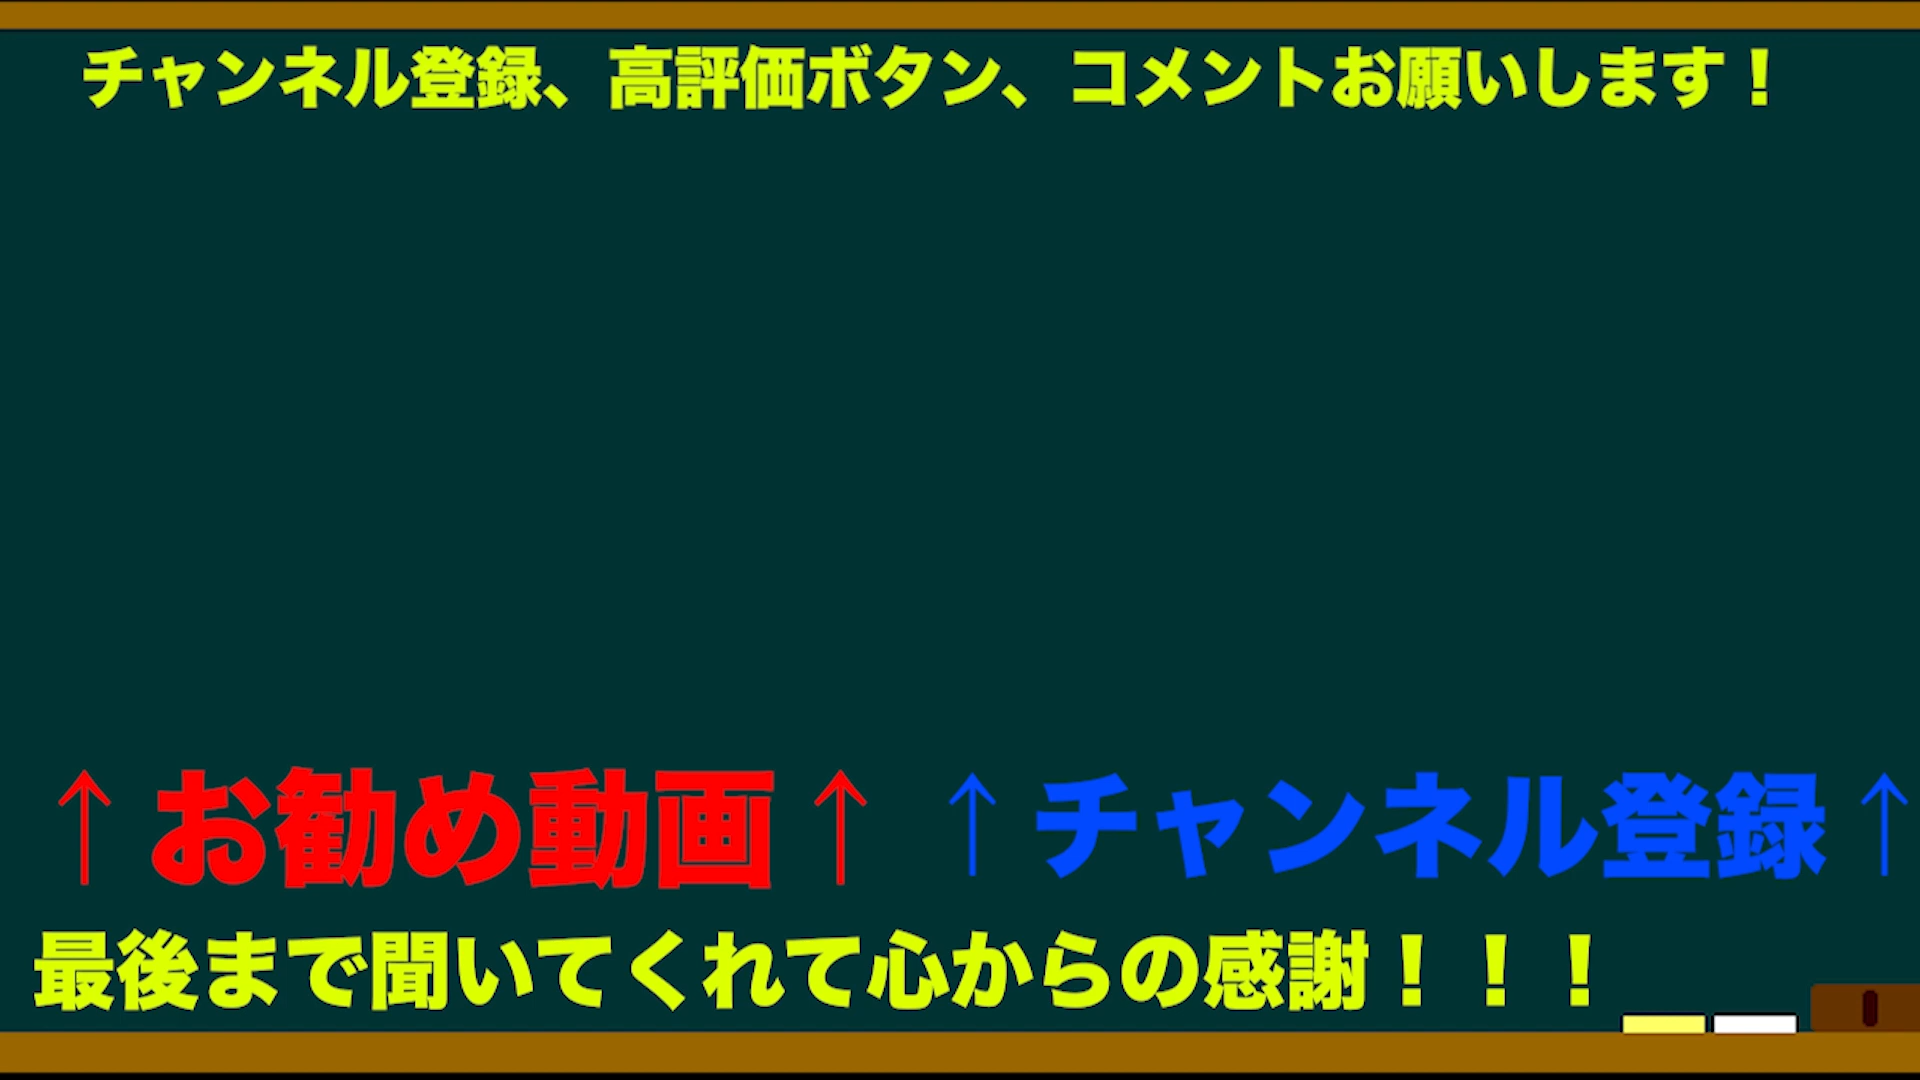 チャンネル登録、高評価ボタン、コメントお願いします！
↑お勧め動画↑ ↑チャンネル登録↑
最後まで聞いてくれて心からの感謝！！！